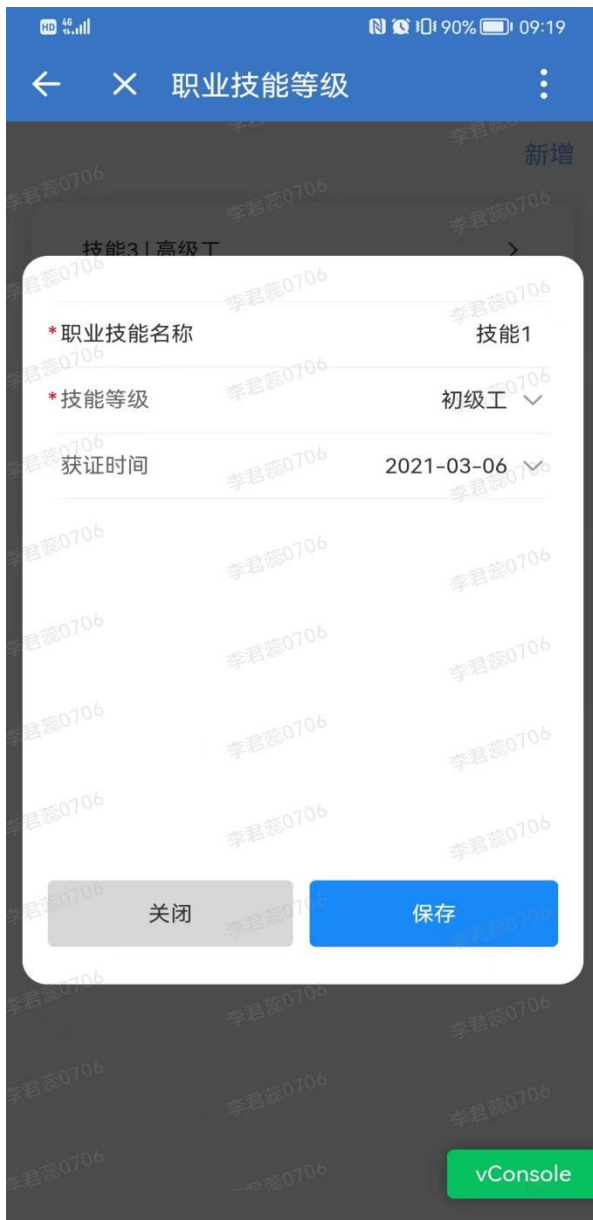 HD 4G 90% 09:19
职业技能等级
新增
技能3 | 高级工
*职业技能名称 技能1
*技能等级 初级工
获证时间 2021-03-06
关闭 保存
vConsole
李君蕊0706